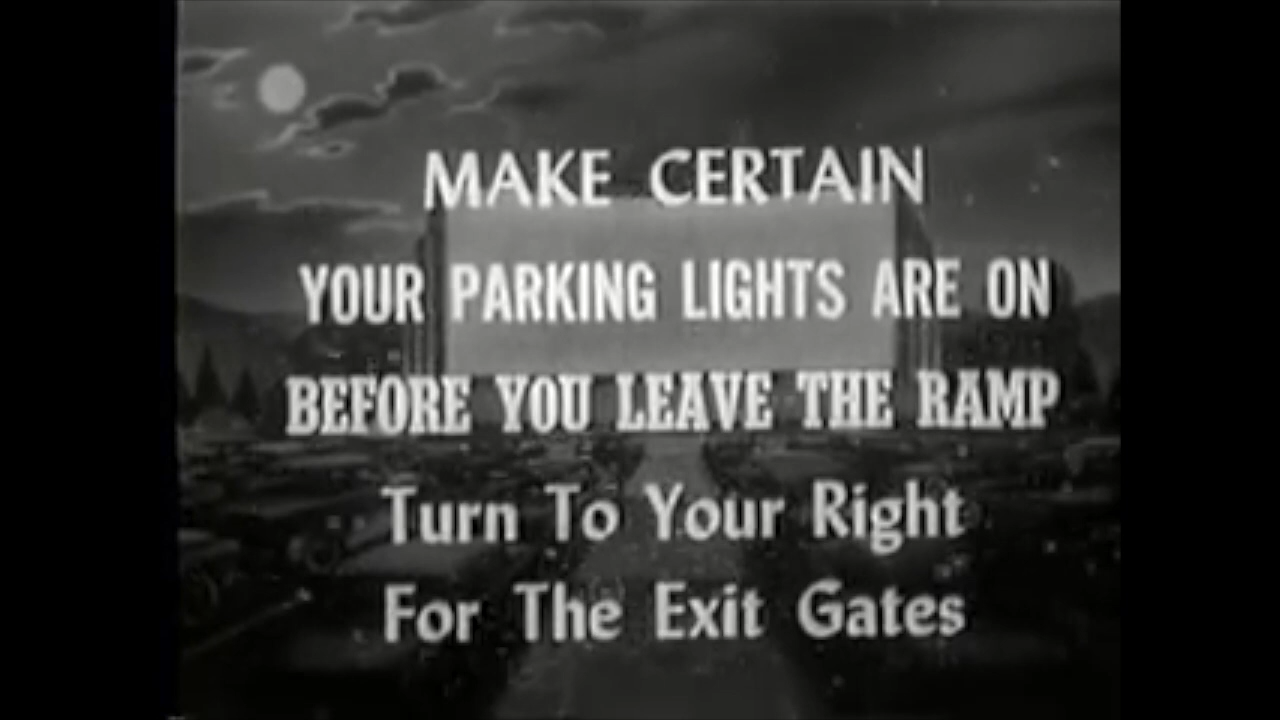 MAKE CERTAIN
YOUR PARKING LIGHTS ARE ON
BEFORE YOU LEAVE THE RAMP
Turn To Your Right
For The Exit Gates